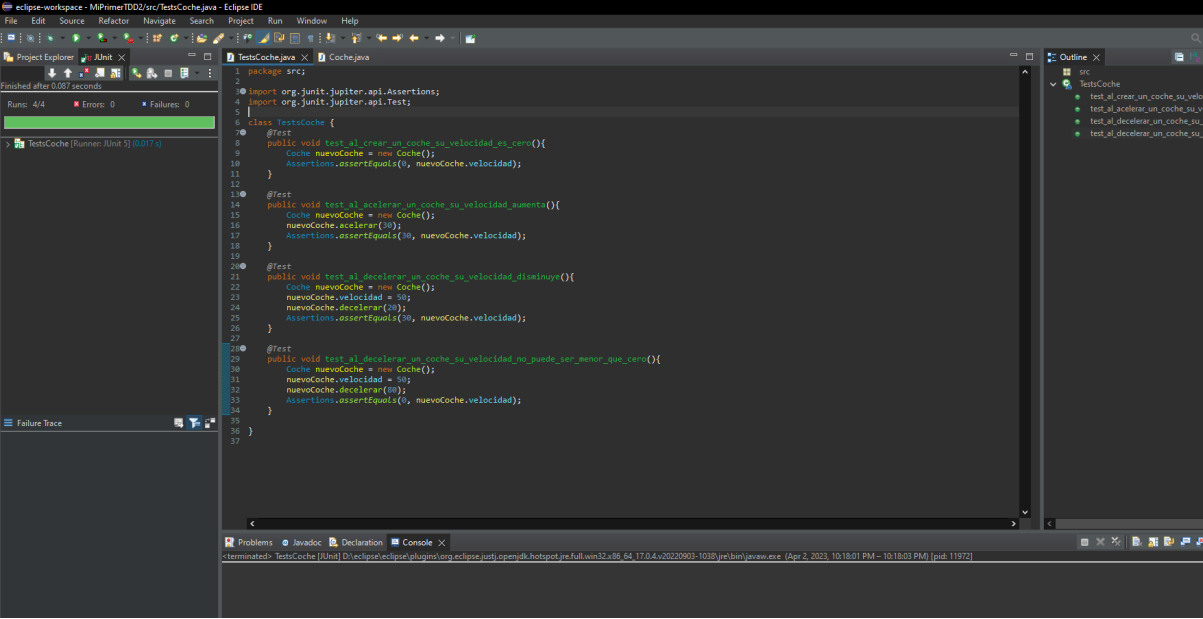 eclipse-workspace - MiPrimerTDD2/src/TestsCoche.java - Eclipse IDE
File Edit Source Refactor Navigate Search Project Run Window Help
Project Explorer JUnit
Finished after 0.087 seconds
Runs: 4/4 Errors: 0 Failures: 0
TestsCoche [Runner: JUnit 5] (0.017 s)
Failure Trace
TestsCoche.java Coche.java
1 package src;
2
3 import org.junit.jupiter.api.Assertions;
4 import org.junit.jupiter.api.Test;
5
6 class TestsCoche {
7 @Test
8 public void test_al_crear_un_coche_su_velocidad_es_cero(){
9 Coche nuevoCoche = new Coche();
10 Assertions.assertEquals(0, nuevoCoche.velocidad);
11 }
12
13 @Test
14 public void test_al_acelerar_un_coche_su_velocidad_aumenta(){
15 Coche nuevoCoche = new Coche();
16 nuevoCoche.acelerar(30);
17 Assertions.assertEquals(30, nuevoCoche.velocidad);
18 }
19
20 @Test
21 public void test_al_decelerar_un_coche_su_velocidad_disminuye(){
22 Coche nuevoCoche = new Coche();
23 nuevoCoche.velocidad = 50;
24 nuevoCoche.decelerar(20);
25 Assertions.assertEquals(30, nuevoCoche.velocidad);
26 }
27
28 @Test
29 public void test_al_decelerar_un_coche_su_velocidad_no_puede_ser_menor_que_cero(){
30 Coche nuevoCoche = new Coche();
31 nuevoCoche.velocidad = 50;
32 nuevoCoche.decelerar(80);
33 Assertions.assertEquals(0, nuevoCoche.velocidad);
34 }
35
36 }
37
Outline
src
TestsCoche
test_al_crear_un_coche_su_velo
test_al_acelerar_un_coche_su_v
test_al_decelerar_un_coche_su_
test_al_decelerar_un_coche_su_
Problems Javadoc Declaration Console
<terminated> TestsCoche [JUnit] D:\eclipse\eclipse\plugins\org.eclipse.justj.openjdk.hotspot.jre.full.win32.x86_64_17.0.4.v20220903-1038\jre\bin\javaw.exe (Apr 2, 2023, 10:18:01 PM – 10:18:03 PM) [pid: 11972]